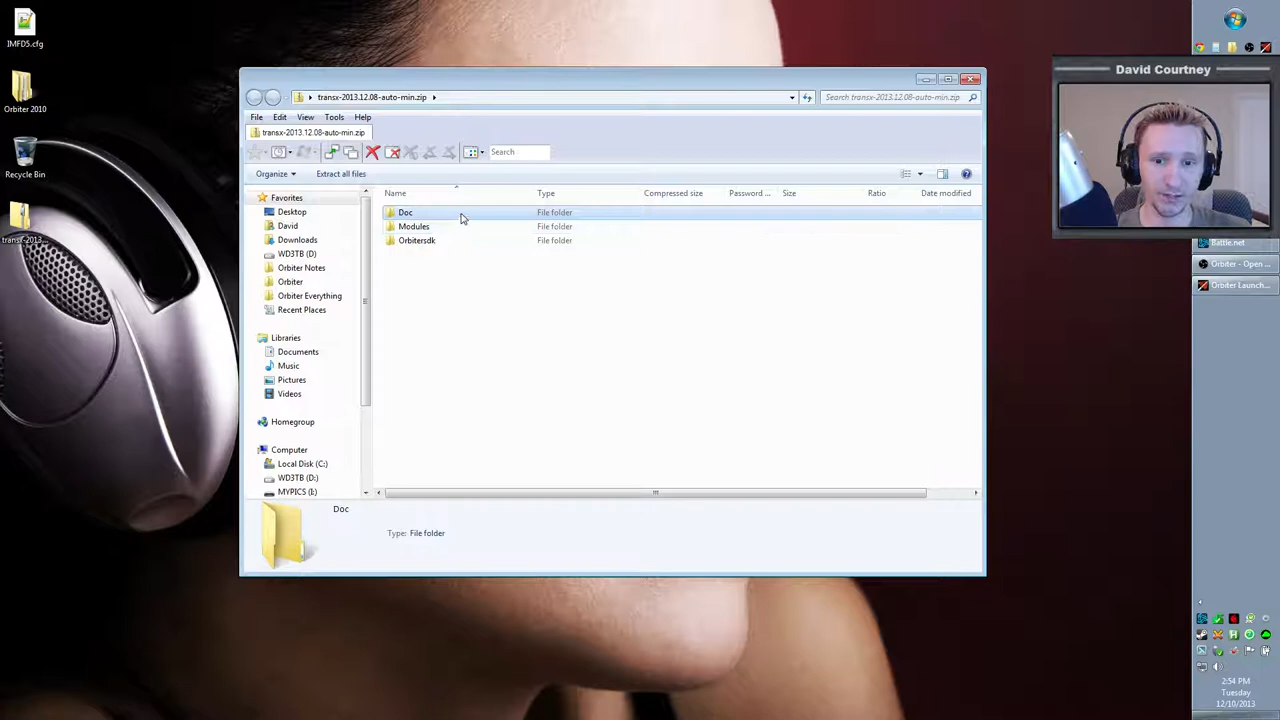 IMFD5.cfg
Orbiter 2010
Recycle Bin
transx-2013...
David Courtney
transx-2013.12.08-auto-min.zip
Search transx-2013.12.08-auto-min.zip
File Edit View Tools Help
transx-2013.12.08-auto-min.zip
Search
Organize Extract all files
Name Type Compressed size Password ... Size Ratio Date modified
Favorites
Desktop
David
Downloads
WD3TB (D)
Orbiter Notes
Orbiter
Orbiter Everything
Recent Places
Libraries
Documents
Music
Pictures
Videos
Homegroup
Computer
Local Disk (C:)
WD3TB (D:)
MYPICS (I:)
Doc File folder
Modules File folder
Orbitersdk File folder
Doc
Type: File folder
Battle.net
Orbiter - Open ...
Orbiter Launch...
2:54 PM
Tuesday
12/10/2013